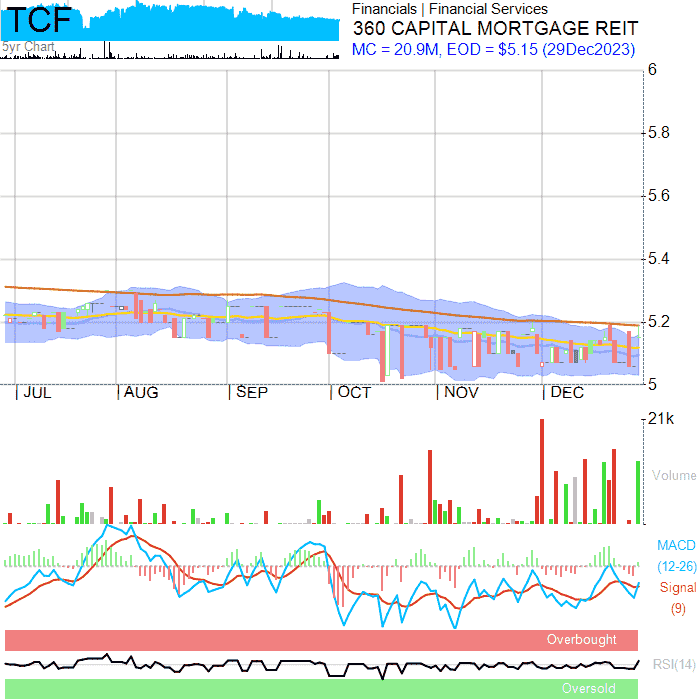 TCF
5yr Chart
Financials | Financial Services
360 CAPITAL MORTGAGE REIT
MC = 20.9M, EOD = $5.15 (29Dec2023)
6
5.8
5.6
5.4
5.2
5
JUL AUG SEP OCT NOV DEC
21k
Volume
MACD
(12-26)
Signal
(9)
Overbought
RSI(14)
Oversold